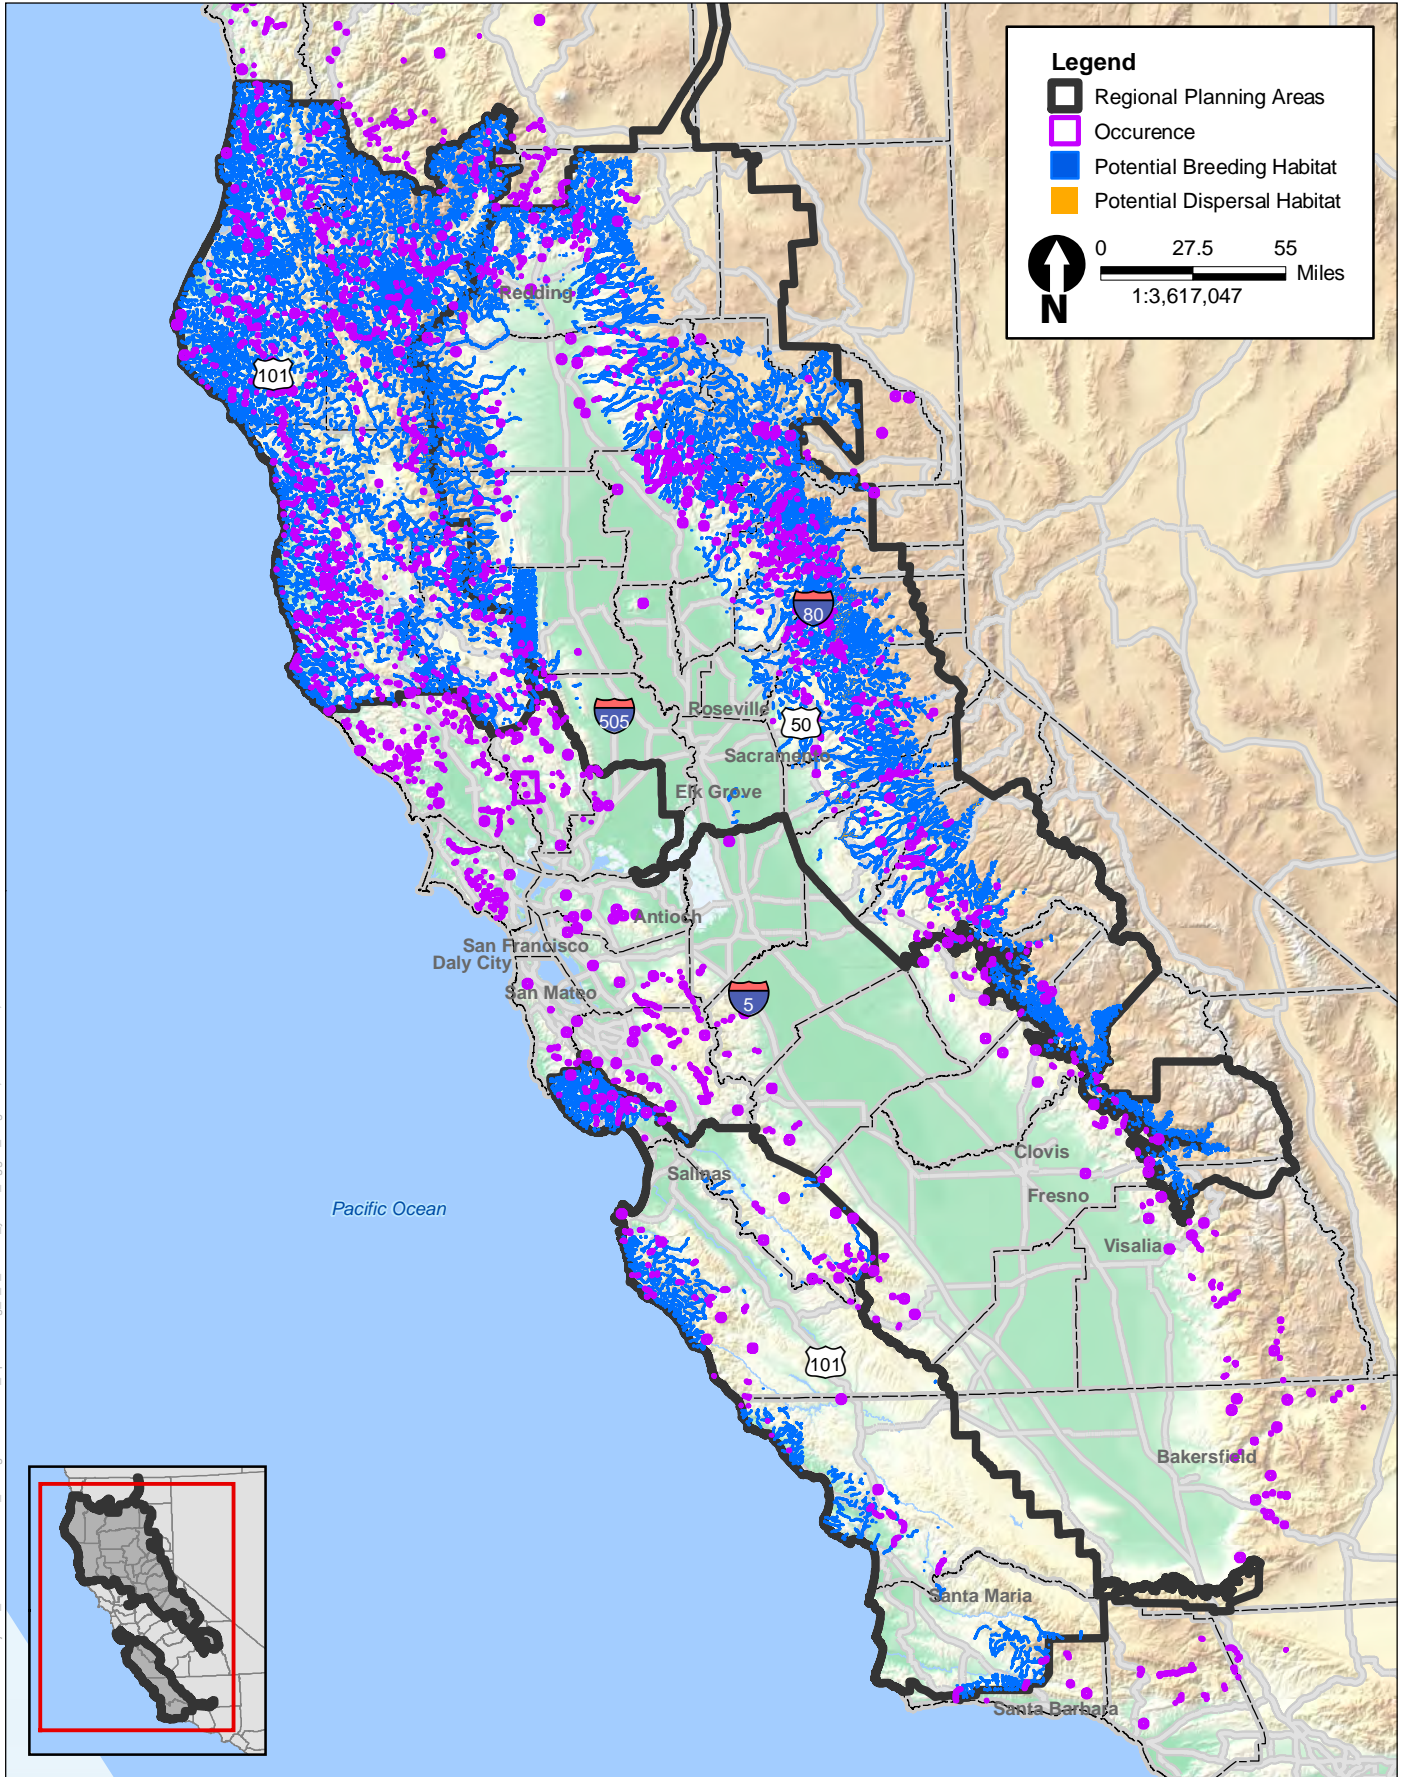 Legend
Regional Planning Areas
Occurence
Potential Breeding Habitat
Potential Dispersal Habitat
0 27.5 55
Miles
1:3,617,047
N
Redding
101
80
505
Roseville
50
Sacramento
Elk Grove
Antioch
San Francisco
Daly City
San Mateo
5
Pacific Ocean
Salinas
Clovis
Fresno
Visalia
101
Bakersfield
Santa Maria
Santa Barbara